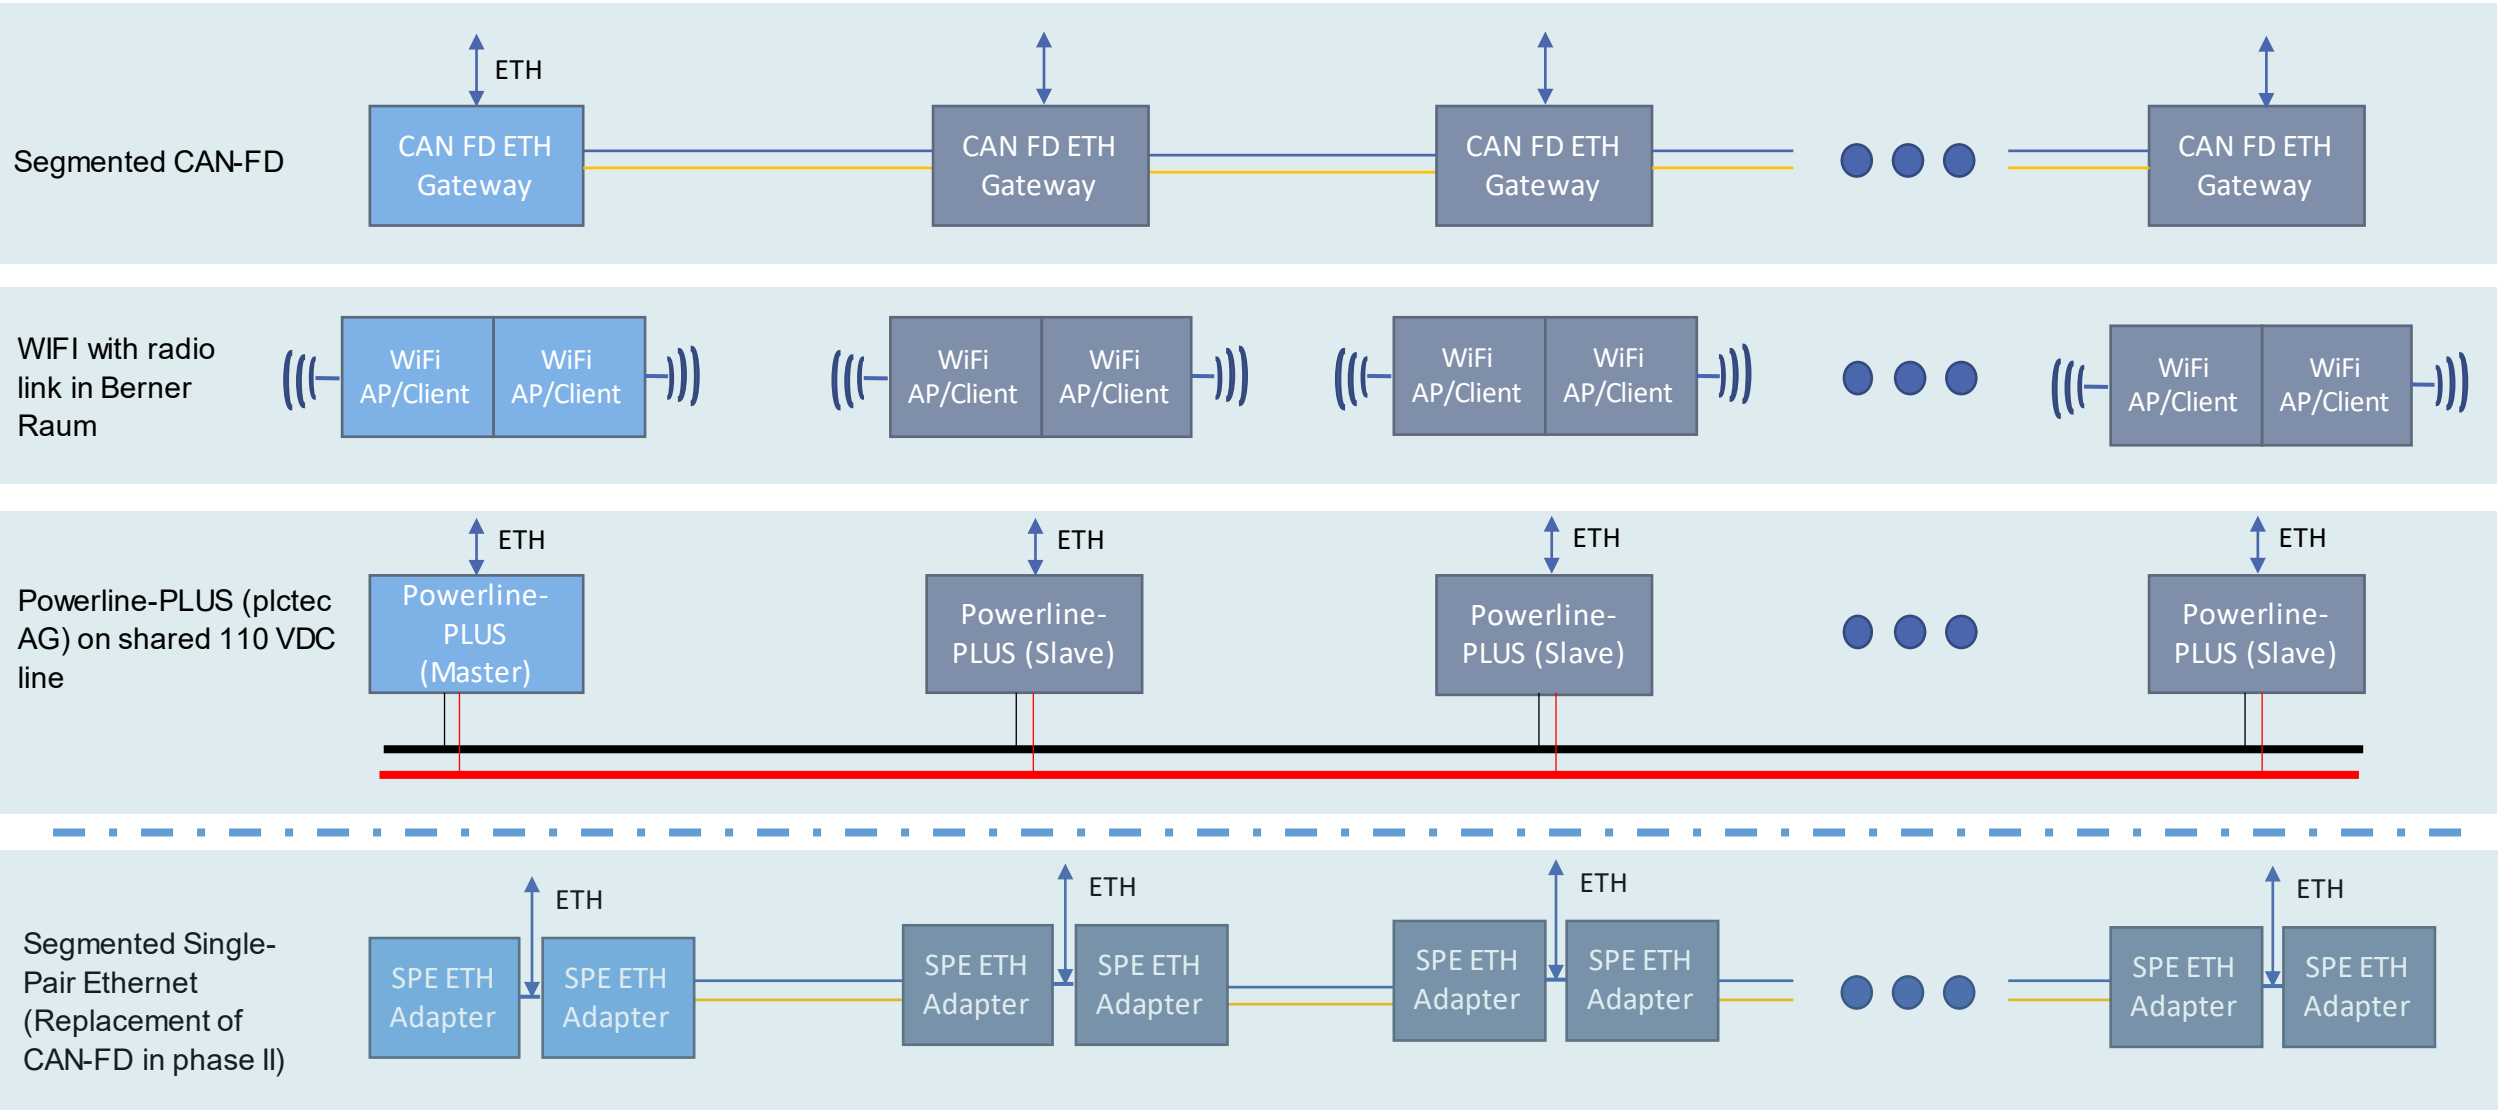 ETH
Segmented CAN-FD
CAN FD ETH
Gateway
CAN FD ETH
Gateway
CAN FD ETH
Gateway
CAN FD ETH
Gateway
WIFI with radio
link in Berner
Raum
WiFi
AP/Client
WiFi
AP/Client
WiFi
AP/Client
WiFi
AP/Client
WiFi
AP/Client
WiFi
AP/Client
WiFi
AP/Client
WiFi
AP/Client
ETH
ETH
ETH
ETH
Powerline-PLUS (plctec
AG) on shared 110 VDC
line
Powerline-
PLUS
(Master)
Powerline-
PLUS (Slave)
Powerline-
PLUS (Slave)
Powerline-
PLUS (Slave)
ETH
ETH
ETH
ETH
Segmented Single-
Pair Ethernet
(Replacement of
CAN-FD in phase II)
SPE ETH
Adapter
SPE ETH
Adapter
SPE ETH
Adapter
SPE ETH
Adapter
SPE ETH
Adapter
SPE ETH
Adapter
SPE ETH
Adapter
SPE ETH
Adapter